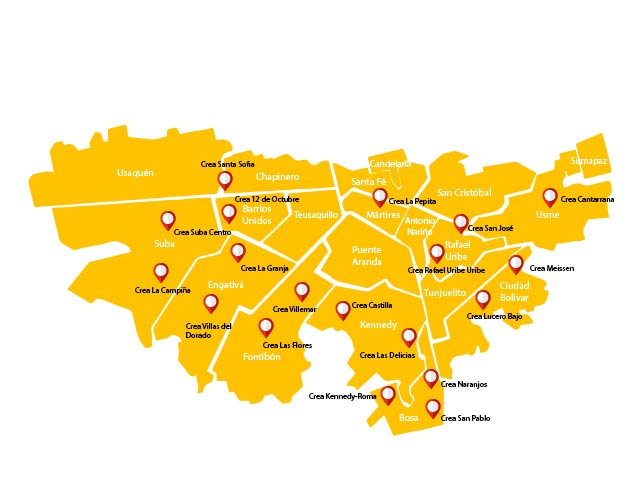 Usaquén
Crea Santa Sofia
Chapinero
Candelaria
Santa Fé
Sumapaz
San Cristóbal
Crea 12 de Octubre
Barrios
Unidos
Teusaquillo
Crea La Pepita
Mártires
Antonio
Nariño
Crea San José
Crea Cantarrana
Usme
Crea Suba Centro
Suba
Crea La Campiña
Crea La Granja
Engativá
Crea Villas del
Dorado
Puente
Aranda
Rafael
Uribe
Crea Rafael Uribe Uribe
Crea Meissen
Tunjuelito
Ciudad
Bolivar
Crea Lucero Bajo
Crea Villemar
Crea Castilla
Kennedy
Crea Las Flores
Fontibón
Crea Las Delicias
Crea Naranjos
Crea Kennedy-Roma
Bosa
Crea San Pablo